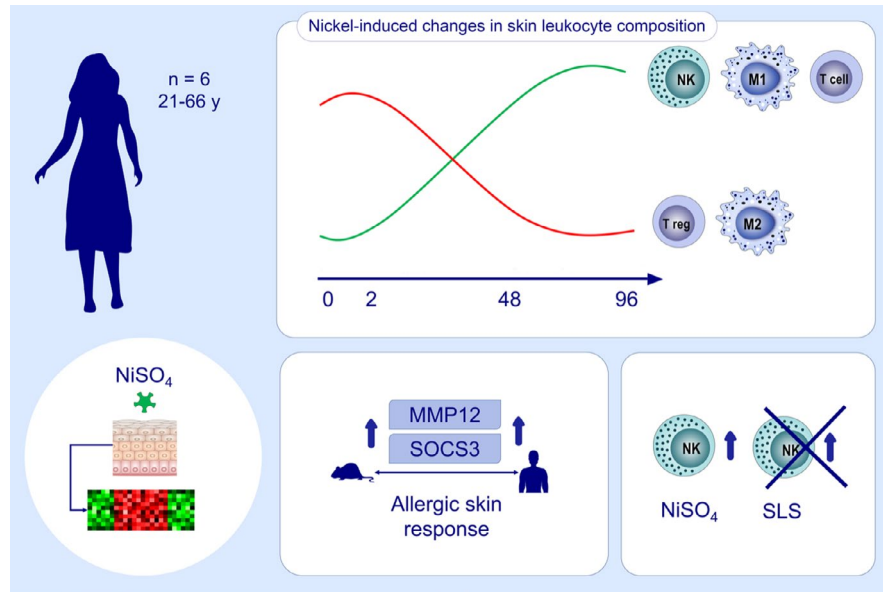 Nickel-induced changes in skin leukocyte composition
n = 6
21-66 y
NK
M1
T cell
T reg
M2
0 2 48 96
NiSO₄
MMP12
SOCS3
Allergic skin
response
NK
NK
NiSO₄
SLS